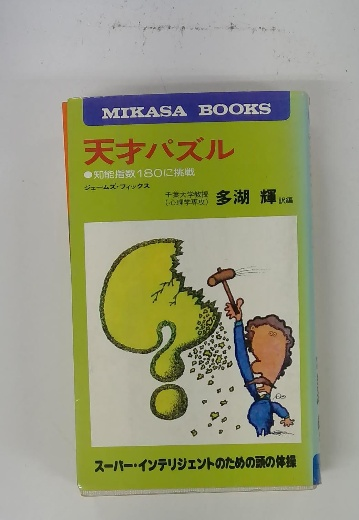 MIKASA BOOKS
天才パズル
●知能指数180に挑戦
ジェームズ・フィックス
千葉大学教授
(心理学専攻)
多湖 輝 訳編
スーパー・インテリジェントのための頭の体操